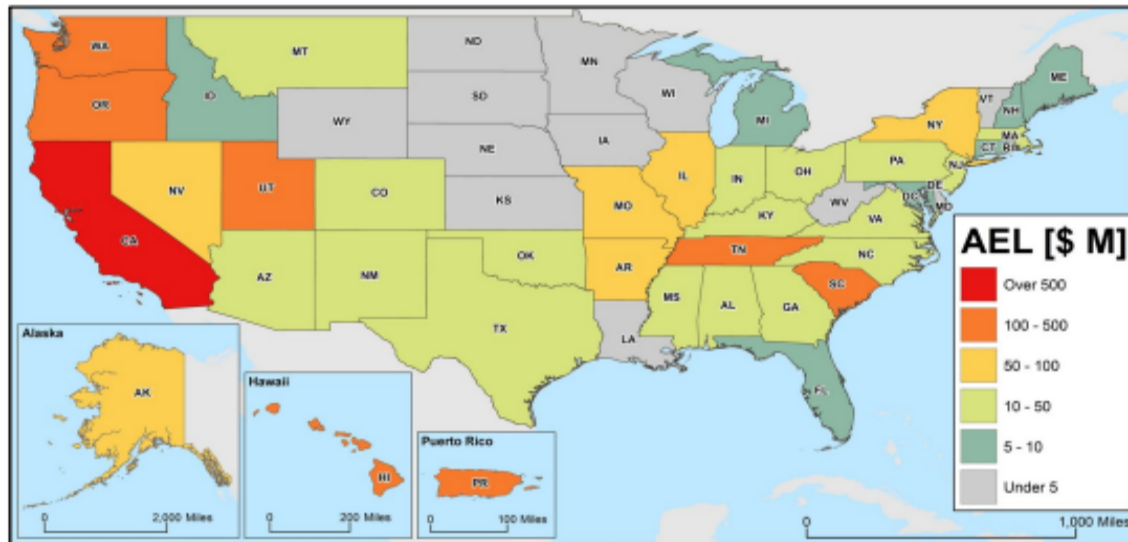 WA
MT
ND
MN
OR
ID
SD
WI
WY
MI
IA
NE
NV
UT
CO
KS
CA
MO
IL
IN
OH
PA
NY
VT
NH
ME
MA
CT
RI
NJ
DE
MD
DC
WV
VA
KY
NC
TN
SC
AZ
NM
OK
AR
TX
LA
MS
AL
GA
FL
Alaska
AK
0 2,000 Miles
Hawaii
HI
0 200 Miles
Puerto Rico
PR
0 100 Miles
AEL [$ M]
Over 500
100 - 500
50 - 100
10 - 50
5 - 10
Under 5
0 1,000 Miles